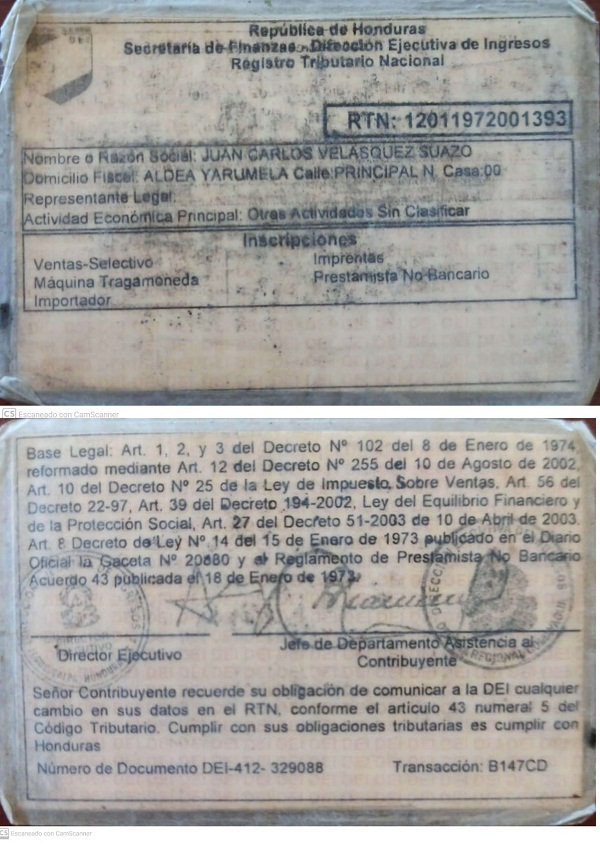 República de Honduras
Secretaria de Finanzas - Dirección Ejecutiva de Ingresos
Registro Tributario Nacional
RTN: 12011972001393
Nombre o Razón Social: JUAN CARLOS VELASQUEZ SUAZO
Domicilio Fiscal: ALDEA YARUMELA Calle:PRINCIPAL N. Casa:00
Representante Legal:
Actividad Económica Principal: Otras Actividades Sin Clasificar
Inscripciones
Ventas-Selectivo
Imprentas
Máquina Tragamoneda
Prestamista No Bancario
Importador
CS Escaneado con CamScanner
Base Legal: Art. 1, 2, y 3 del Decreto Nº 102 del 8 de Enero de 1974,
reformado mediante Art. 12 del Decreto Nº 255 del 10 de Agosto de 2002,
Art. 10 del Decreto Nº 25 de la Ley de Impuesto Sobre Ventas, Art. 56 del
Decreto 22-97, Art. 39 del Decreto 194-2002, Ley del Equilibrio Financiero y
de la Protección Social, Art. 27 del Decreto 51-2003 de 10 de Abril de 2003.
Art. 8 Decreto de Ley Nº 14 del 15 de Enero de 1973 publicado en el Diario
Oficial la Gaceta Nº 20880 y el Reglamento de Prestamista No Bancario
Acuerdo 43 publicada el 18 de Enero de 1973.
Director Ejecutivo
Jefe de Departamento Asistencia al
Contribuyente
Señor Contribuyente recuerde su obligación de comunicar a la DEI cualquier
cambio en sus datos en el RTN, conforme el articulo 43 numeral 5 del
Código Tributario. Cumplir con sus obligaciones tributarias es cumplir con
Honduras
Número de Documento DEI-412- 329088
Transacción: B147CD
CS Escaneado con CamScanner